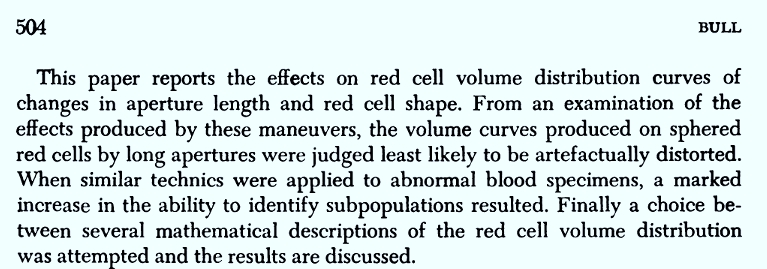 504
BULL
This paper reports the effects on red cell volume distribution curves of
changes in aperture length and red cell shape. From an examination of the
effects produced by these maneuvers, the volume curves produced on sphered
red cells by long apertures were judged least likely to be artefactually distorted.
When similar technics were applied to abnormal blood specimens, a marked
increase in the ability to identify subpopulations resulted. Finally a choice be-
tween several mathematical descriptions of the red cell volume distribution
was attempted and the results are discussed.